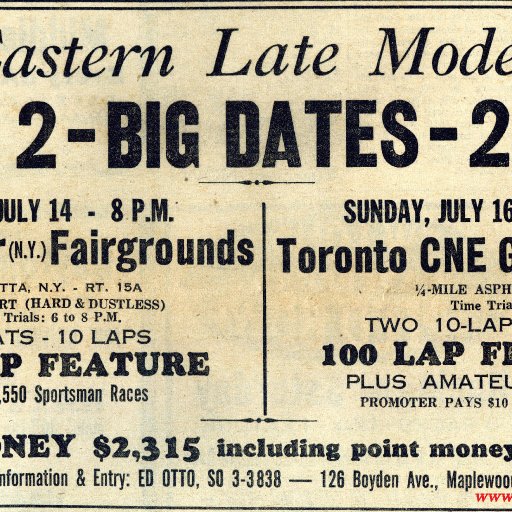 Eastern Late Mode
2-BIG DATES-2
JULY 14 - 8 P.M.
r (N.Y.) Fairgrounds
TTA, N.Y. - RT. 15A
RT (HARD & DUSTLESS)
Trials: 6 to 8 P.M.
ATS - 10 LAPS
P FEATURE
,550 Sportsman Races
SUNDAY, JULY 16
Toronto CNE G
¼-MILE ASPH
Time Tria
TWO 10-LAP
100 LAP FE
PLUS AMATEU
PROMOTER PAYS $10
ONEY $2,315 including point money
nformation & Entry: ED OTTO, SO 3-3838 — 126 Boyden Ave., Maplewoo
www.